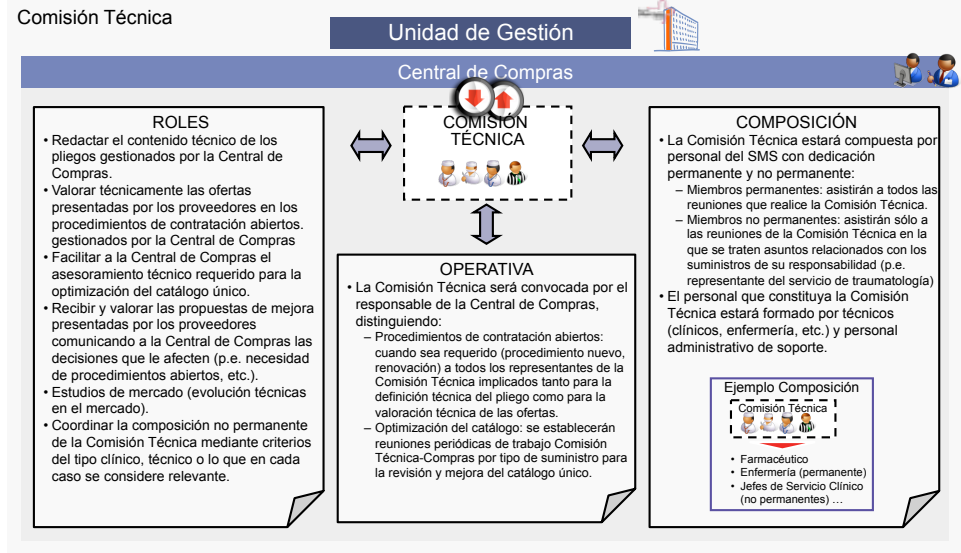 Comisión Técnica
Unidad de Gestión
Central de Compras
ROLES
• Redactar el contenido técnico de los
pliegos gestionados por la Central de
Compras.
• Valorar técnicamente las ofertas
presentadas por los proveedores en los
procedimientos de contratación abiertos.
gestionados por la Central de Compras
• Facilitar a la Central de Compras el
asesoramiento técnico requerido para la
optimización del catálogo único.
• Recibir y valorar las propuestas de mejora
presentadas por los proveedores
comunicando a la Central de Compras las
decisiones que le afecten (p.e. necesidad
de procedimientos abiertos, etc.).
• Estudios de mercado (evolución técnicas
en el mercado).
• Coordinar la composición no permanente
de la Comisión Técnica mediante criterios
del tipo clínico, técnico o lo que en cada
caso se considere relevante.
COMISIÓN
TÉCNICA
OPERATIVA
• La Comisión Técnica será convocada por el
responsable de la Central de Compras,
distinguiendo:
– Procedimientos de contratación abiertos:
cuando sea requerido (procedimiento nuevo,
renovación) a todos los representantes de la
Comisión Técnica implicados tanto para la
definición técnica del pliego como para la
valoración técnica de las ofertas.
– Optimización del catálogo: se establecerán
reuniones periódicas de trabajo Comisión
Técnica-Compras por tipo de suministro para
la revisión y mejora del catálogo único.
COMPOSICIÓN
• La Comisión Técnica estará compuesta por
personal del SMS con dedicación
permanente y no permanente:
– Miembros permanentes: asistirán a todos las
reuniones que realice la Comisión Técnica.
– Miembros no permanentes: asistirán sólo a
las reuniones de la Comisión Técnica en la
que se traten asuntos relacionados con los
suministros de su responsabilidad (p.e.
representante del servicio de traumatología)
• El personal que constituya la Comisión
Técnica estará formado por técnicos
(clínicos, enfermería, etc.) y personal
administrativo de soporte.
Ejemplo Composición
Comisión Técnica
• Farmacéutico
• Enfermería (permanente)
• Jefes de Servicio Clínico
(no permanentes) …